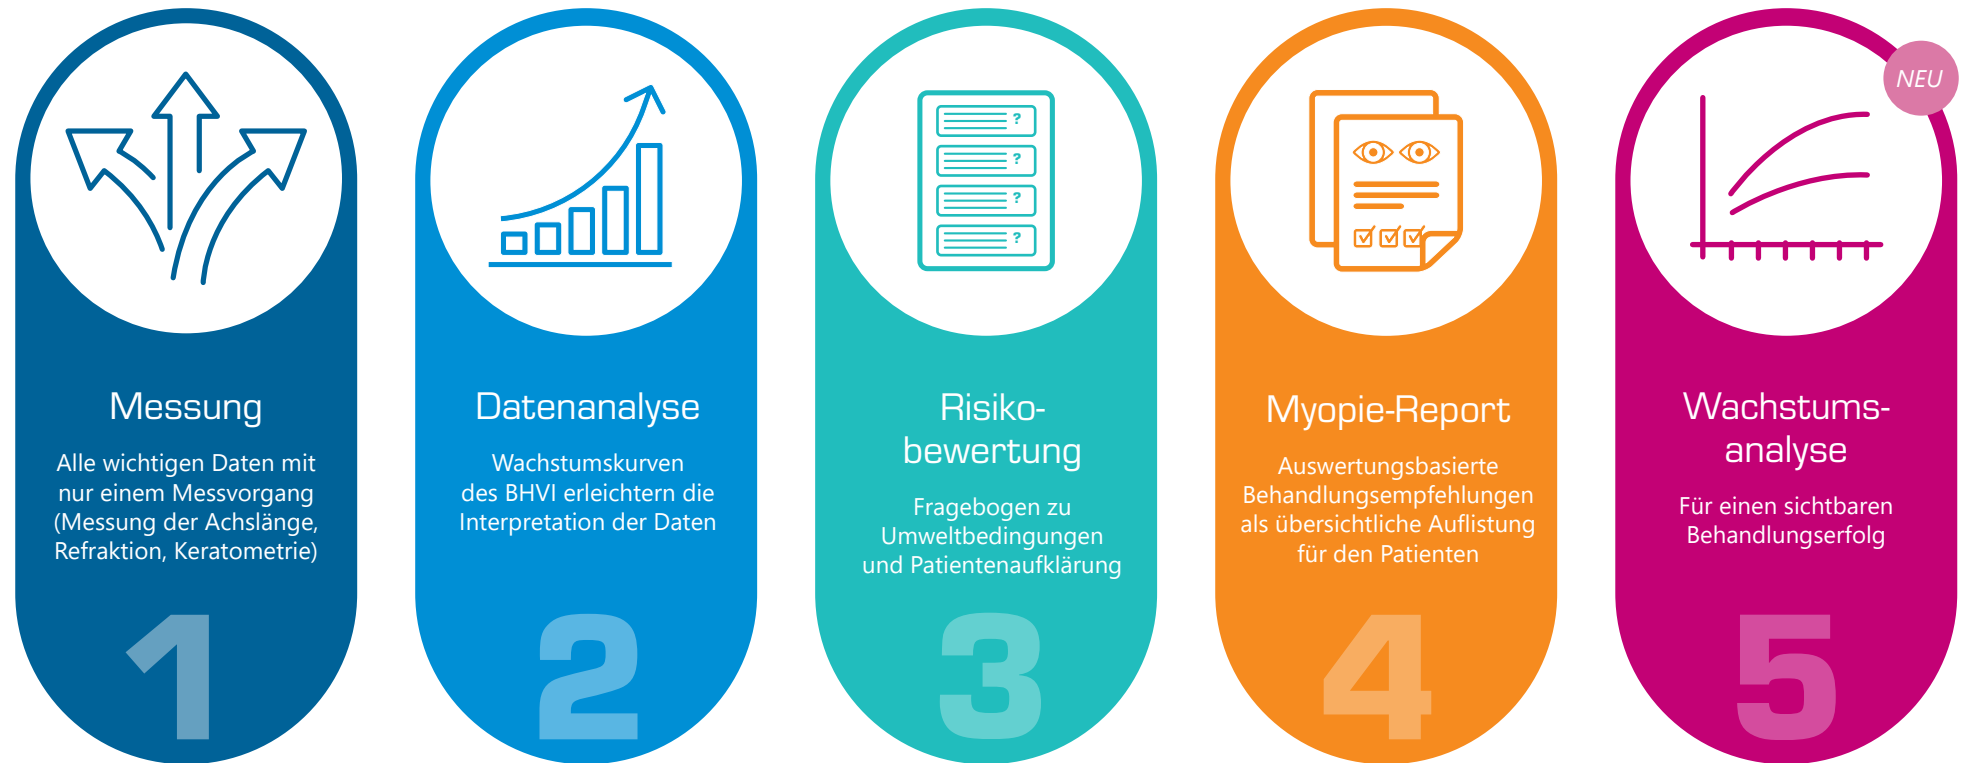 Messung
Alle wichtigen Daten mit
nur einem Messvorgang
(Messung der Achslänge,
Refraktion, Keratometrie)
1
Datenanalyse
Wachstumskurven
des BHVI erleichtern die
Interpretation der Daten
2
?
?
?
?
Risiko-
bewertung
Fragebogen zu
Umweltbedingungen
und Patientenaufklärung
3
Myopie-Report
Auswertungsbasierte
Behandlungsempfehlungen
als übersichtliche Auflistung
für den Patienten
4
NEU
Wachstums-
analyse
Für einen sichtbaren
Behandlungserfolg
5